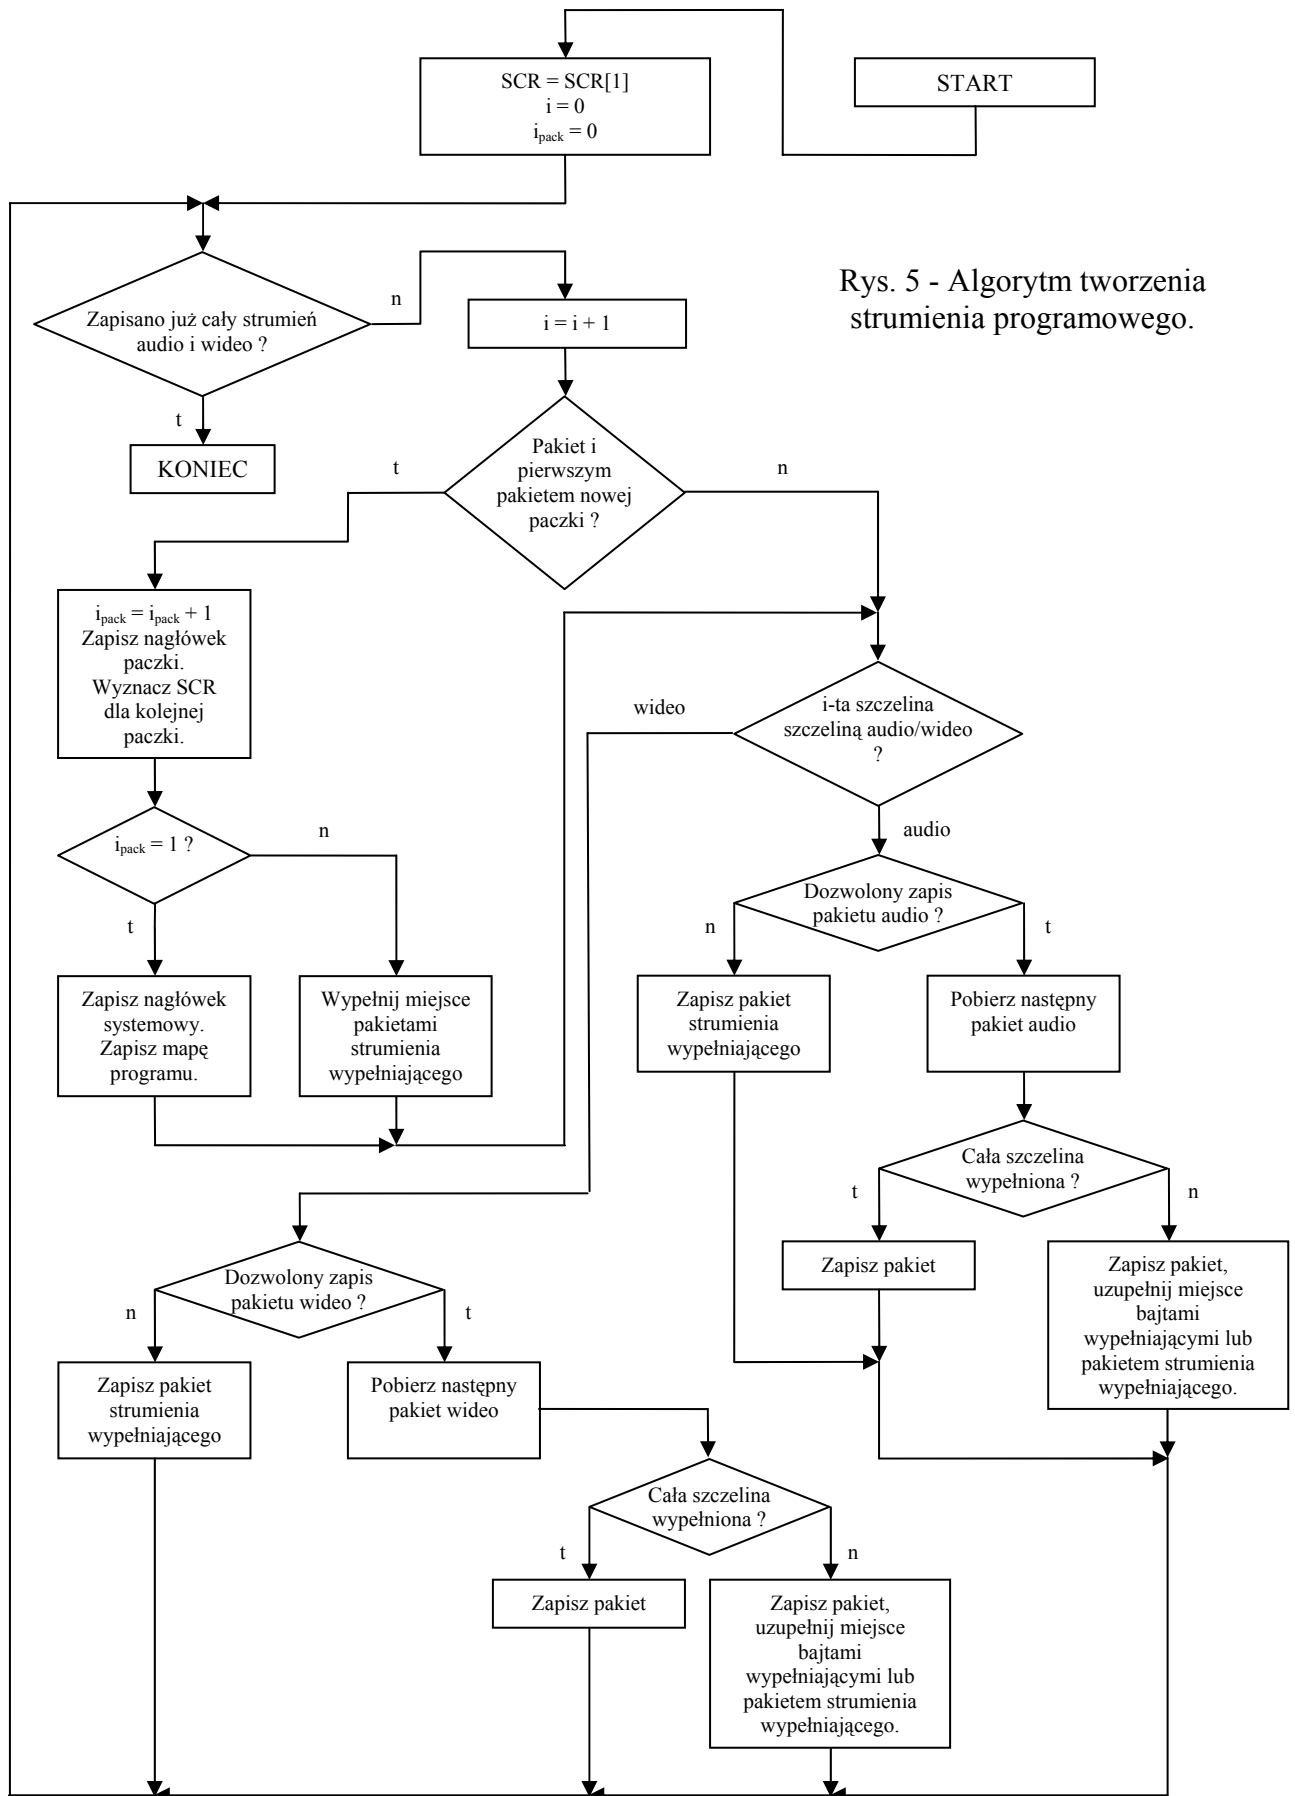 SCR = SCR[1]
i = 0
i_pack = 0
START
Rys. 5 - Algorytm tworzenia
strumienia programowego.
Zapisano już cały strumień
audio i wideo ?
n
i = i + 1
t
KONIEC
Pakiet i
pierwszym
pakietem nowej
paczki ?
t
n
i_pack = i_pack + 1
Zapisz nagłówek
paczki.
Wyznacz SCR
dla kolejnej
paczki.
i_pack = 1 ?
n
t
Zapisz nagłówek
systemowy.
Zapisz mapę
programu.
Wypełnij miejsce
pakietami
strumienia
wypełniającego
wideo
i-ta szczelina
szczeliną audio/wideo
?
audio
Dozwolony zapis
pakietu audio ?
n
t
Zapisz pakiet
strumienia
wypełniającego
Pobierz następny
pakiet audio
Cała szczelina
wypełniona ?
t
n
Zapisz pakiet
Zapisz pakiet,
uzupełnij miejsce
bajtami
wypełniającymi lub
pakietem strumienia
wypełniającego.
Dozwolony zapis
pakietu wideo ?
n
t
Zapisz pakiet
strumienia
wypełniającego
Pobierz następny
pakiet wideo
Cała szczelina
wypełniona ?
t
n
Zapisz pakiet
Zapisz pakiet,
uzupełnij miejsce
bajtami
wypełniającymi lub
pakietem strumienia
wypełniającego.